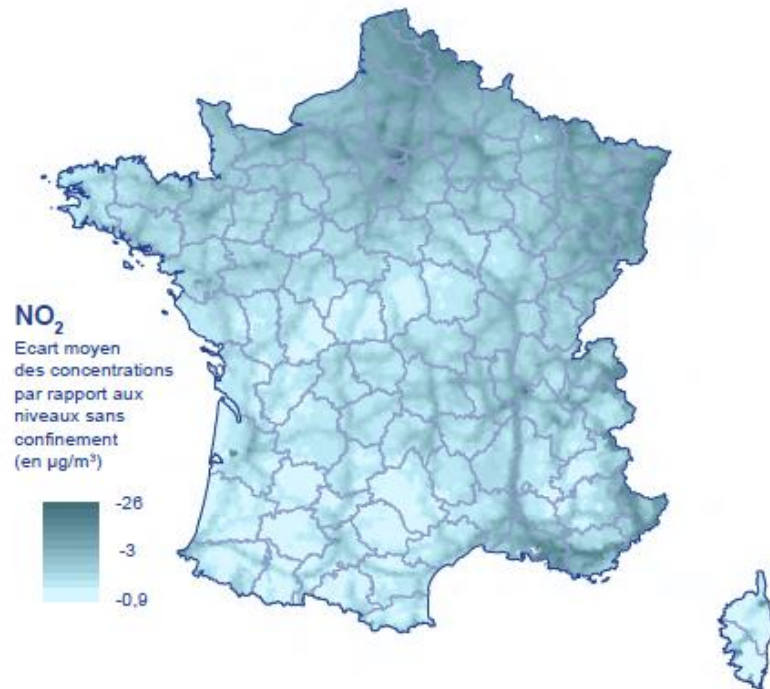 NO₂
Ecart moyen
des concentrations
par rapport aux
niveaux sans
confinement
(en µg/m³)
-26
-3
-0,9